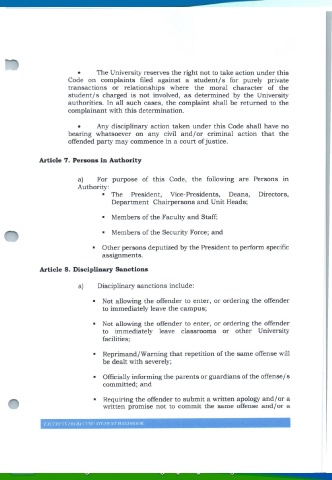 • The University reserves the right not to take action under this
Code on complaints filed against a student/s for purely private
transactions or relationships where the moral character of the
student/s charged is not involved, as determined by the University
authorities. In all such cases, the complaint shall be returned to the
complainant with this determination.
• Any disciplinary action taken under this Code shall have no
bearing whatsoever on any civil and/or criminal action that the
offended party may commence in a court of justice.
Article 7. Persons in Authority
a) For purpose of this Code, the following are Persons in
Authority:
▪ The President, Vice-Presidents, Deans, Directors,
Department Chairpersons and Unit Heads;
▪ Members of the Faculty and Staff;
▪ Members of the Security Force; and
▪ Other persons deputized by the President to perform specific
assignments.
Article 8. Disciplinary Sanctions
a) Disciplinary sanctions include:
▪ Not allowing the offender to enter, or ordering the offender
to immediately leave the campus;
▪ Not allowing the offender to enter, or ordering the offender
to immediately leave classrooms or other University
facilities;
▪ Reprimand/Warning that repetition of the same offense will
be dealt with severely;
▪ Officially informing the parents or guardians of the offense/s
committed; and
▪ Requiring the offender to submit a written apology and/or a
written promise not to commit the same offense and/or a
STUDENT HANDBOOK